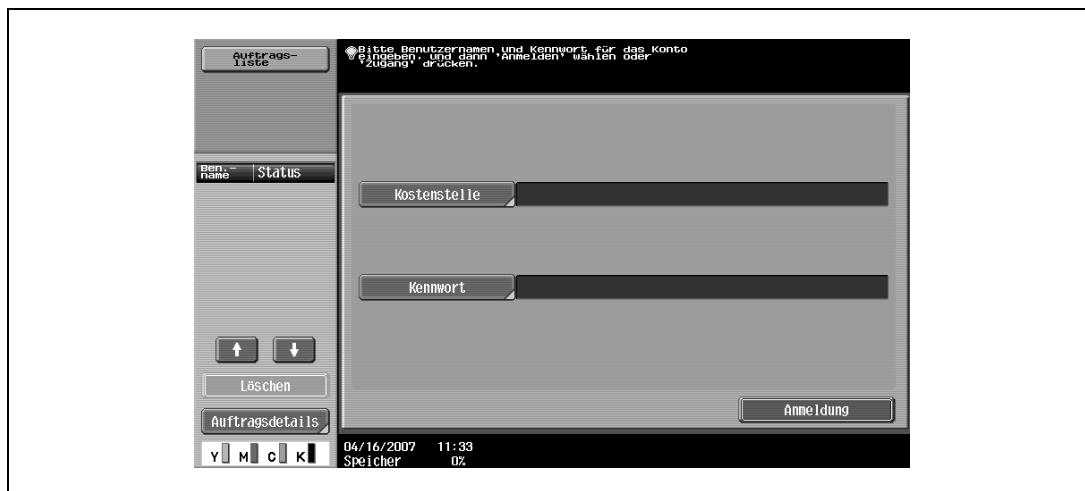 Auftrags-
liste
Bitte Benutzernamen und Kennwort für das Konto
eingeben, und dann 'Anmelden' wählen oder
'Zugang' drücken.
Ben.-
name
Status
Kostenstelle
Kennwort
Löschen
Auftragsdetails
Anmeldung
Y M C K
04/16/2007 11:33
Speicher 0%